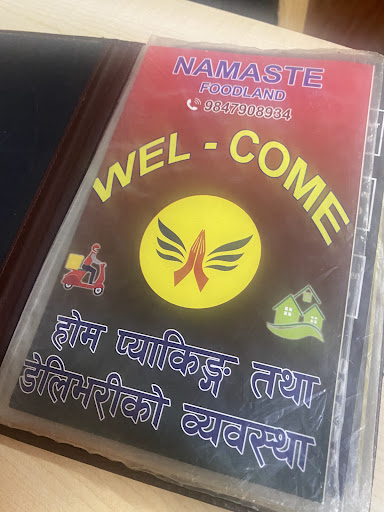 NAMASTE
FOODLAND
9847908934
WEL - COME
होम प्याकिङ्ग तथा
डेलिभरीको व्यवस्था